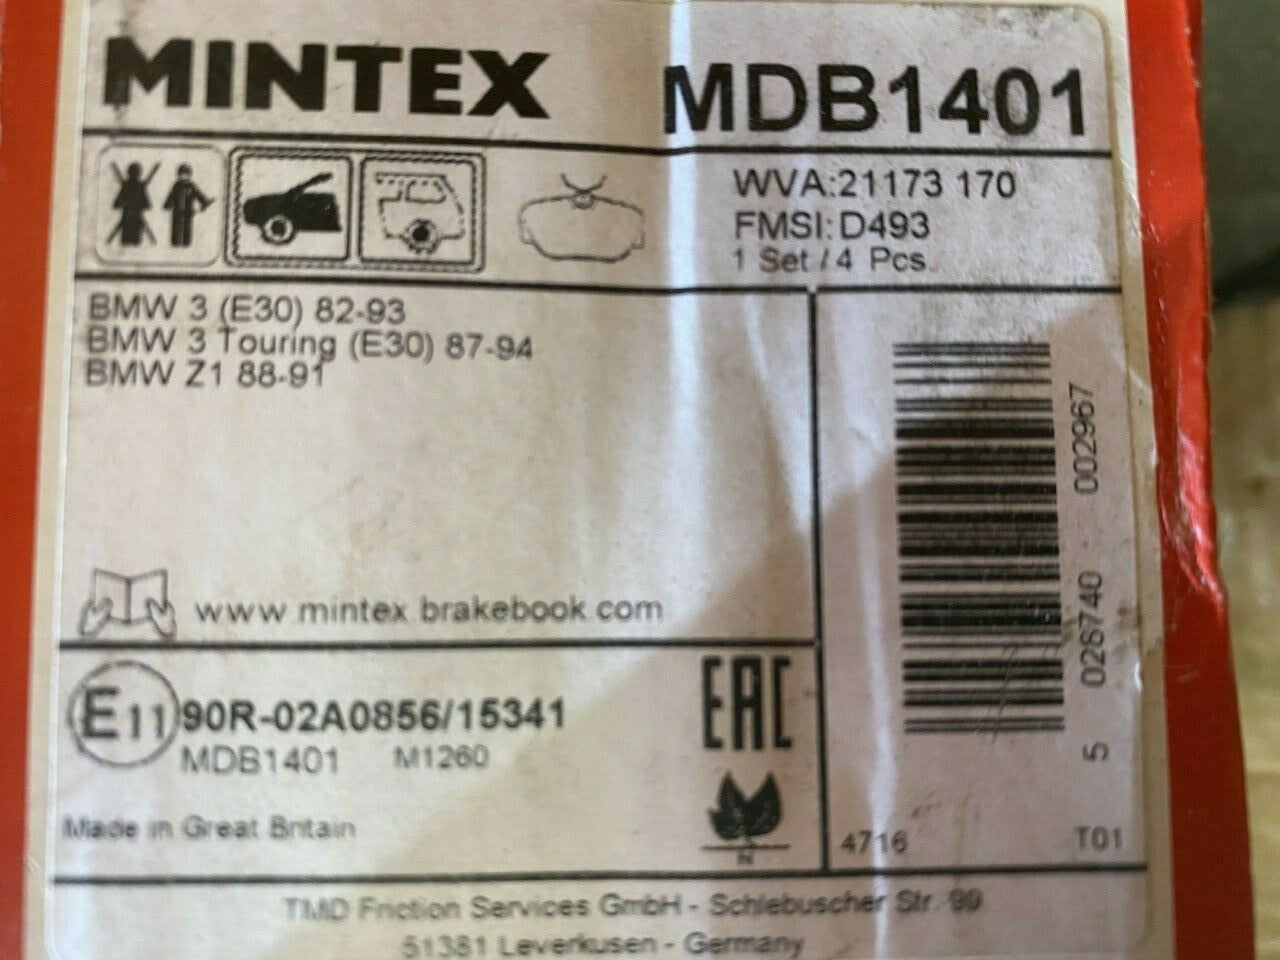 MINTEX MDB1401
WVA:21173 170
FMSI: D493
1 Set / 4 Pcs.
BMW 3 (E30) 82-93
BMW 3 Touring (E30) 87-94
BMW Z1 88-91
www.mintex.brakebook.com
E11 90R-02A0856/15341
MDB1401 M1260
EAC
N
Made in Great Britain
5 028740 002967
4716 T01
TMD Friction Services GmbH - Schlebuscher Str. 99
51381 Leverkusen - Germany